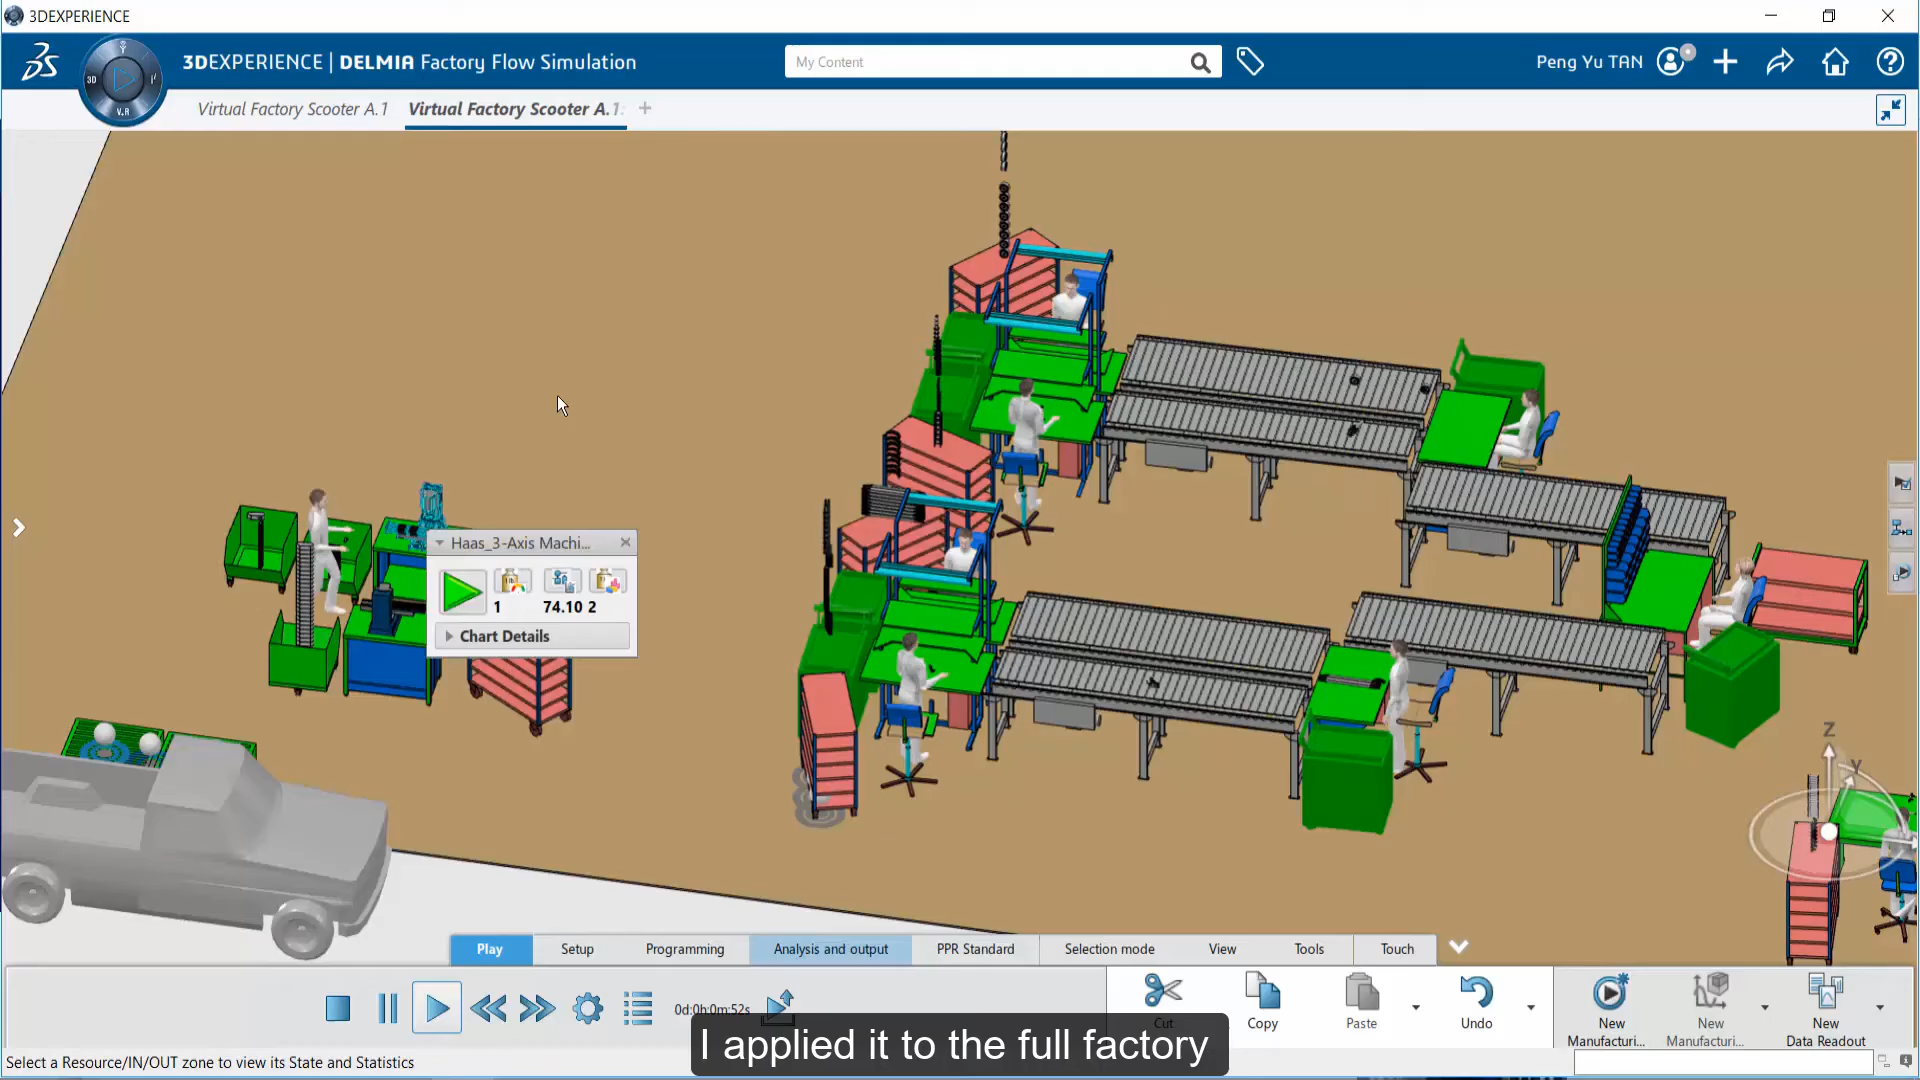 3DEXPERIENCE
3DEXPERIENCE | DELMIA Factory Flow Simulation
My Content
Peng Yu TAN
3D
V.R
Virtual Factory Scooter A.1
Virtual Factory Scooter A.1
Haas_3-Axis Machi...
1
74.10 2
Chart Details
Z
Y
Play
Setup
Programming
Analysis and output
PPR Standard
Selection mode
View
Tools
Touch
0d:0h:0m:52s
Cut
Copy
Paste
Undo
New
Manufacturi...
New
Manufacturi...
New
Data Readout
I applied it to the full factory
Select a Resource/IN/OUT zone to view its State and Statistics